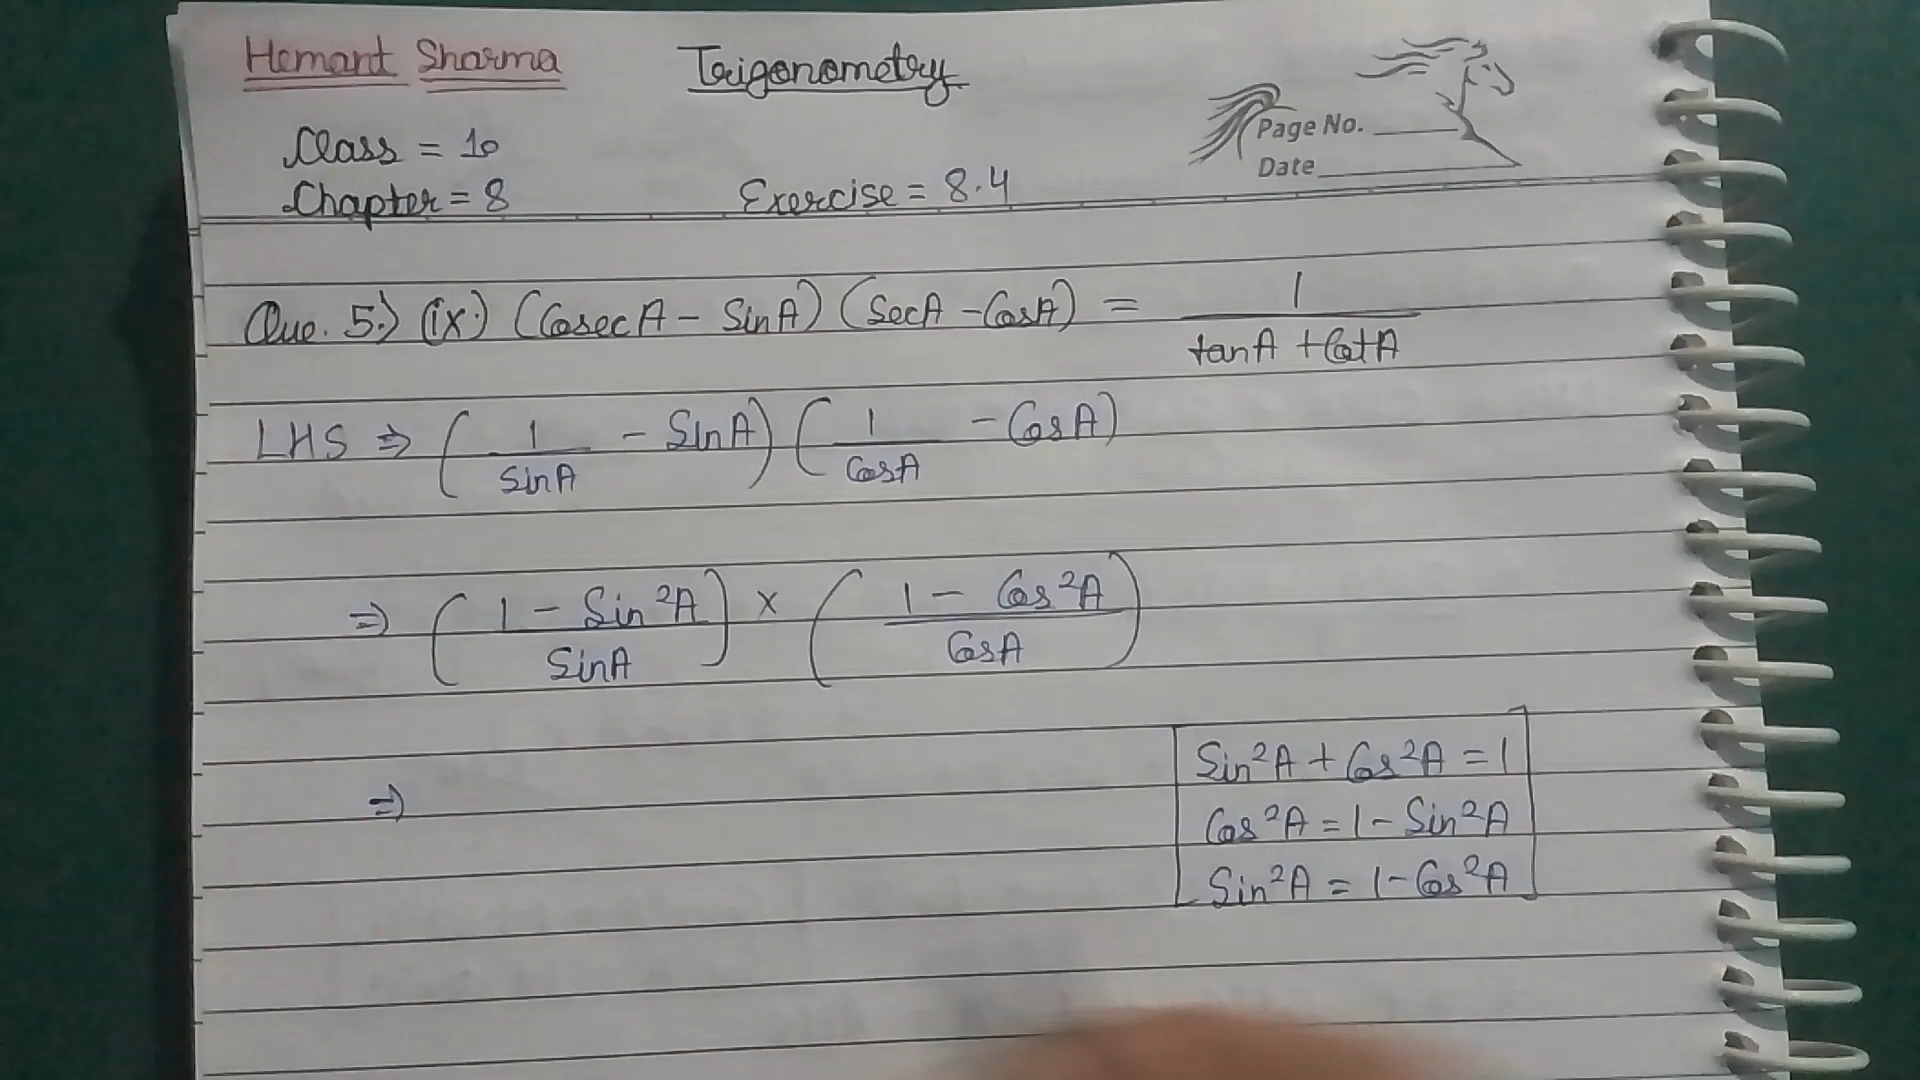 Hemant Sharma
Trigonometry
Class = 10
Chapter = 8
Exercise = 8.4
Page No.
Date
Que. 5.) (ix.) (CosecA - SinA) (SecA - CosA) = 1 / tanA + CotA
LHS ⇒ (1/SinA - SinA) (1/CosA - CosA)
⇒ (1 - Sin²A / SinA) × (1 - Cos²A / CosA)
⇒
Sin²A + Cos²A = 1
Cos²A = 1 - Sin²A
Sin²A = 1 - Cos²A